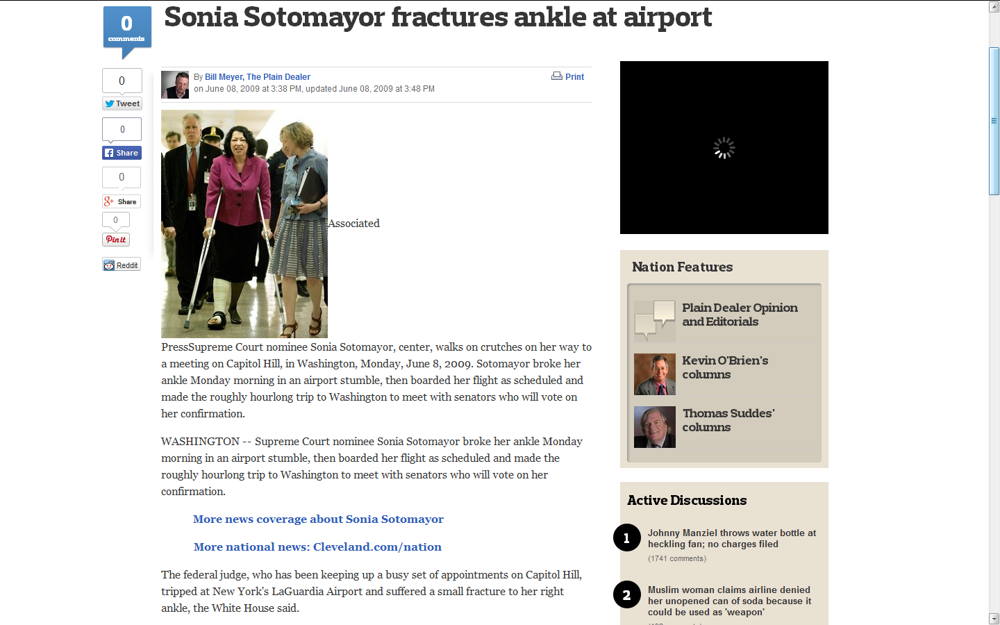 0
comments
Sonia Sotomayor fractures ankle at airport
0
Tweet
0
Share
0
Share
0
Pin it
Reddit
By Bill Meyer, The Plain Dealer
on June 08, 2009 at 3:38 PM, updated June 08, 2009 at 3:48 PM
Print
Associated
PressSupreme Court nominee Sonia Sotomayor, center, walks on crutches on her way to
a meeting on Capitol Hill, in Washington, Monday, June 8, 2009. Sotomayor broke her
ankle Monday morning in an airport stumble, then boarded her flight as scheduled and
made the roughly hourlong trip to Washington to meet with senators who will vote on
her confirmation.
WASHINGTON -- Supreme Court nominee Sonia Sotomayor broke her ankle Monday
morning in an airport stumble, then boarded her flight as scheduled and made the
roughly hourlong trip to Washington to meet with senators who will vote on her
confirmation.
More news coverage about Sonia Sotomayor
More national news: Cleveland.com/nation
The federal judge, who has been keeping up a busy set of appointments on Capitol Hill,
tripped at New York's LaGuardia Airport and suffered a small fracture to her right
ankle, the White House said.
Nation Features
Plain Dealer Opinion
and Editorials
Kevin O'Brien's
columns
Thomas Suddes'
columns
Active Discussions
1
Johnny Manziel throws water bottle at
heckling fan; no charges filed
(1741 comments)
2
Muslim woman claims airline denied
her unopened can of soda because it
could be used as 'weapon'